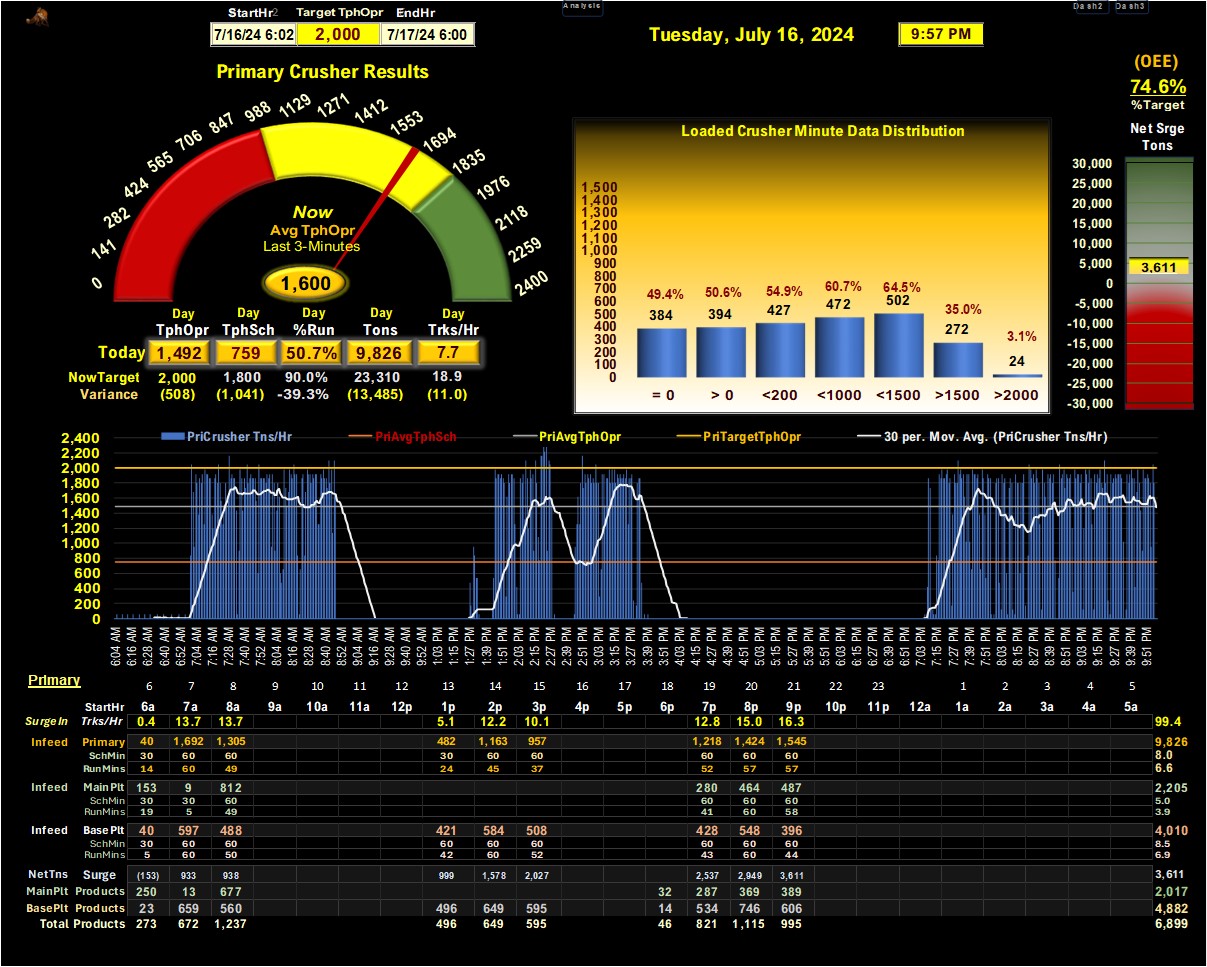 Analysis
Dash2 Dash3
StartHr2 Target TphOpr EndHr
7/16/24 6:02 2,000 7/17/24 6:00
Tuesday, July 16, 2024 9:57 PM
(OEE)
74.6%
%Target
Primary Crusher Results
0 141 282 424 565 706 847 988 1129 1271 1412 1553 1694 1835 1976 2118 2259 2400
Now
Avg TphOpr
Last 3-Minutes
1,600
Day Day Day Day Day
TphOpr TphSch %Run Tons Trks/Hr
Today 1,492 759 50.7% 9,826 7.7
NowTarget 2,000 1,800 90.0% 23,310 18.9
Variance (508) (1,041) -39.3% (13,485) (11.0)
Loaded Crusher Minute Data Distribution
1,500
1,400
1,300
1,200
1,100
1,000
900
800
700
600
500
400
300
200
100
0
49.4% 50.6% 54.9% 60.7% 64.5% 35.0% 3.1%
384 394 427 472 502 272 24
= 0 > 0 <200 <1000 <1500 >1500 >2000
Net Srge
Tons
30,000
25,000
20,000
15,000
10,000
5,000
0
-5,000
-10,000
-15,000
-20,000
-25,000
-30,000
3,611
PriCrusher Tns/Hr PriAvgTphSch PriAvgTphOpr PriTargetTphOpr 30 per. Mov. Avg. (PriCrusher Tns/Hr)
2,400
2,200
2,000
1,800
1,600
1,400
1,200
1,000
800
600
400
200
0
6:04 AM 6:16 AM 6:28 AM 6:40 AM 6:52 AM 7:04 AM 7:16 AM 7:28 AM 7:40 AM 7:52 AM 8:04 AM 8:16 AM 8:28 AM 8:40 AM 8:52 AM 9:04 AM 9:16 AM 9:28 AM 9:40 AM 9:52 AM 1:03 PM 1:15 PM 1:27 PM 1:39 PM 1:51 PM 2:03 PM 2:15 PM 2:27 PM 2:39 PM 2:51 PM 3:03 PM 3:15 PM 3:27 PM 3:39 PM 3:51 PM 4:03 PM 4:15 PM 4:27 PM 4:39 PM 4:51 PM 5:03 PM 5:15 PM 5:27 PM 5:39 PM 5:51 PM 6:03 PM 6:15 PM 6:27 PM 6:39 PM 6:51 PM 7:03 PM 7:15 PM 7:27 PM 7:39 PM 7:51 PM 8:03 PM 8:15 PM 8:27 PM 8:39 PM 8:51 PM 9:03 PM 9:15 PM 9:27 PM 9:39 PM 9:51 PM
Primary
6 7 8 9 10 11 12 13 14 15 16 17 18 19 20 21 22 23 1 2 3 4 5
StartHr 6a 7a 8a 9a 10a 11a 12p 1p 2p 3p 4p 5p 6p 7p 8p 9p 10p 11p 12a 1a 2a 3a 4a 5a
SurgeIn Trks/Hr 0.4 13.7 13.7 5.1 12.2 10.1 12.8 15.0 16.3 99.4
Infeed Primary 40 1,692 1,305 482 1,163 957 1,218 1,424 1,545 9,826
SchMin 30 60 60 30 60 60 60 60 60 8.0
RunMins 14 60 49 24 45 37 52 57 57 6.6
Infeed MainPlt 153 9 812 280 464 487 2,205
SchMin 30 30 60 60 60 60 5.0
RunMins 19 5 49 41 60 58 3.9
Infeed BasePlt 40 597 488 421 584 508 428 548 396 4,010
SchMin 30 60 60 60 60 60 60 60 60 8.5
RunMins 5 60 50 42 60 52 43 60 44 6.9
NetTns Surge (153) 933 938 999 1,578 2,027 2,537 2,949 3,611 3,611
MainPlt Products 250 13 677 32 287 369 389 2,017
BasePlt Products 23 659 560 496 649 595 14 534 746 606 4,882
Total Products 273 672 1,237 496 649 595 46 821 1,115 995 6,899